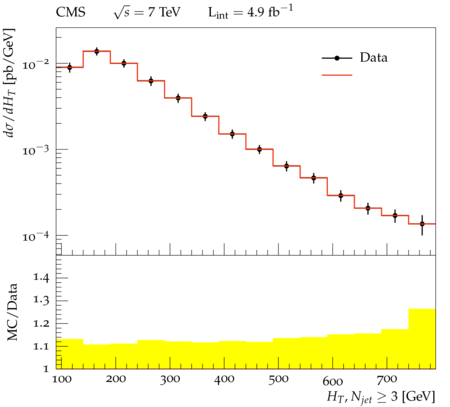 CMS √s = 7 TeV L_int = 4.9 fb⁻¹
dσ/dH_T [pb/GeV]
10⁻²
10⁻³
10⁻⁴
Data
MC/Data
1.4
1.3
1.2
1.1
1
100 200 300 400 500 600 700
H_T, N_jet ≥ 3 [GeV]